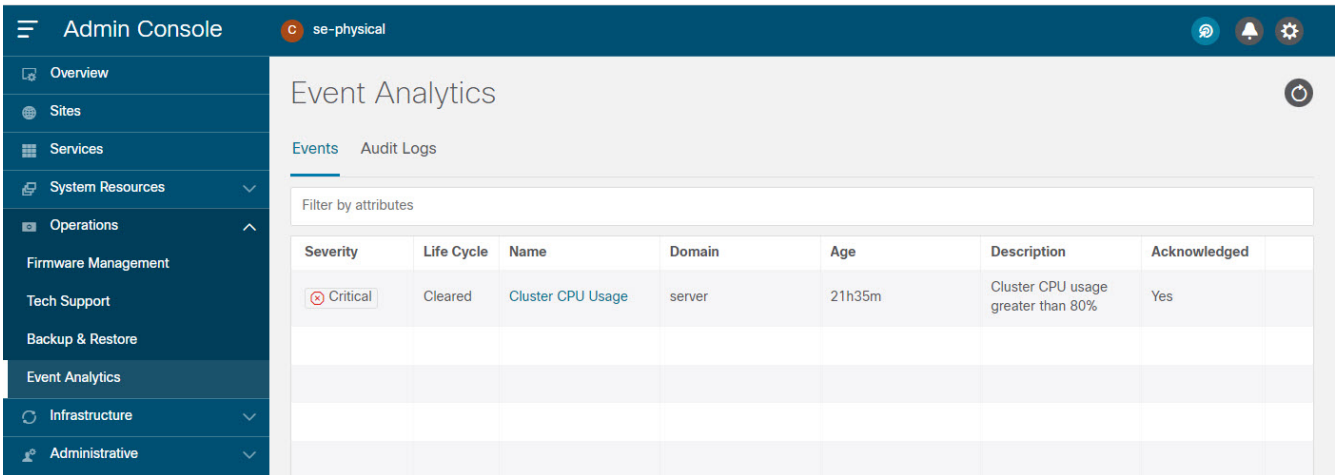 Admin Console
C se-physical
Overview
Sites
Services
System Resources
Operations
Firmware Management
Tech Support
Backup & Restore
Event Analytics
Infrastructure
Administrative
Event Analytics
Events Audit Logs
Filter by attributes
Severity Life Cycle Name Domain Age Description Acknowledged
Critical Cleared Cluster CPU Usage server 21h35m Cluster CPU usage Yes
greater than 80%